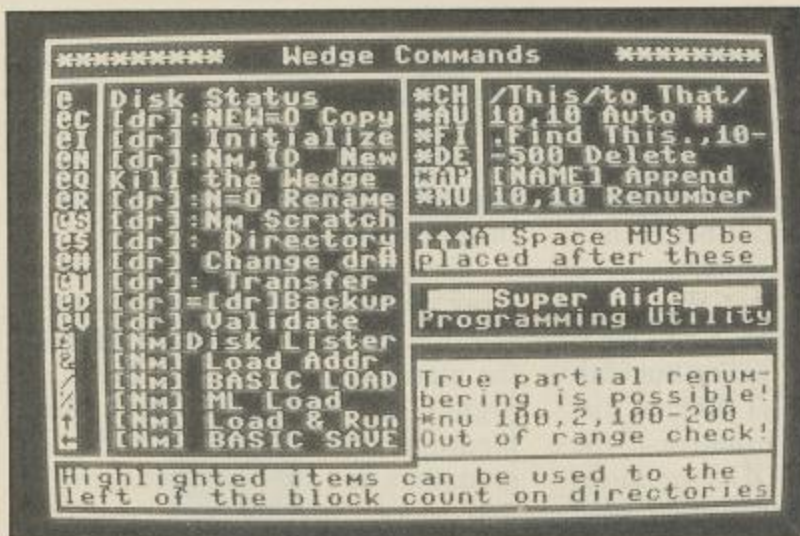 ********* Wedge Commands ********
@ Disk Status
@C [dr]:NEW=O Copy
@I [dr] Initialize
@N [dr]:NM,ID New
@Q Kill the Wedge
@R [dr]:N=O Rename
@S [dr]:NM Scratch
@$ [dr]: Directory
@# [dr] Change dr#
[dr]: Transfer
@D [dr]=[dr]Backup
@V [dr] Validate
[NM]Disk Lister
[NM] Load Addr
/ [NM] BASIC LOAD
% [NM] ML Load
↑ [NM] Load & Run
← [NM] BASIC SAVE
*CH /This/to That/
*AU 10,10 Auto #
*FI .Find This.,10-
*DE -500 Delete
*AP [NAME] Append
*NU 10,10 Renumber
↑↑↑A Space MUST be
placed after these
Super Aide
Programming Utility
True partial renum-
bering is possible!
*nu 100,2,100-200
Out of range check!
Highlighted items can be used to the
left of the block count on directories